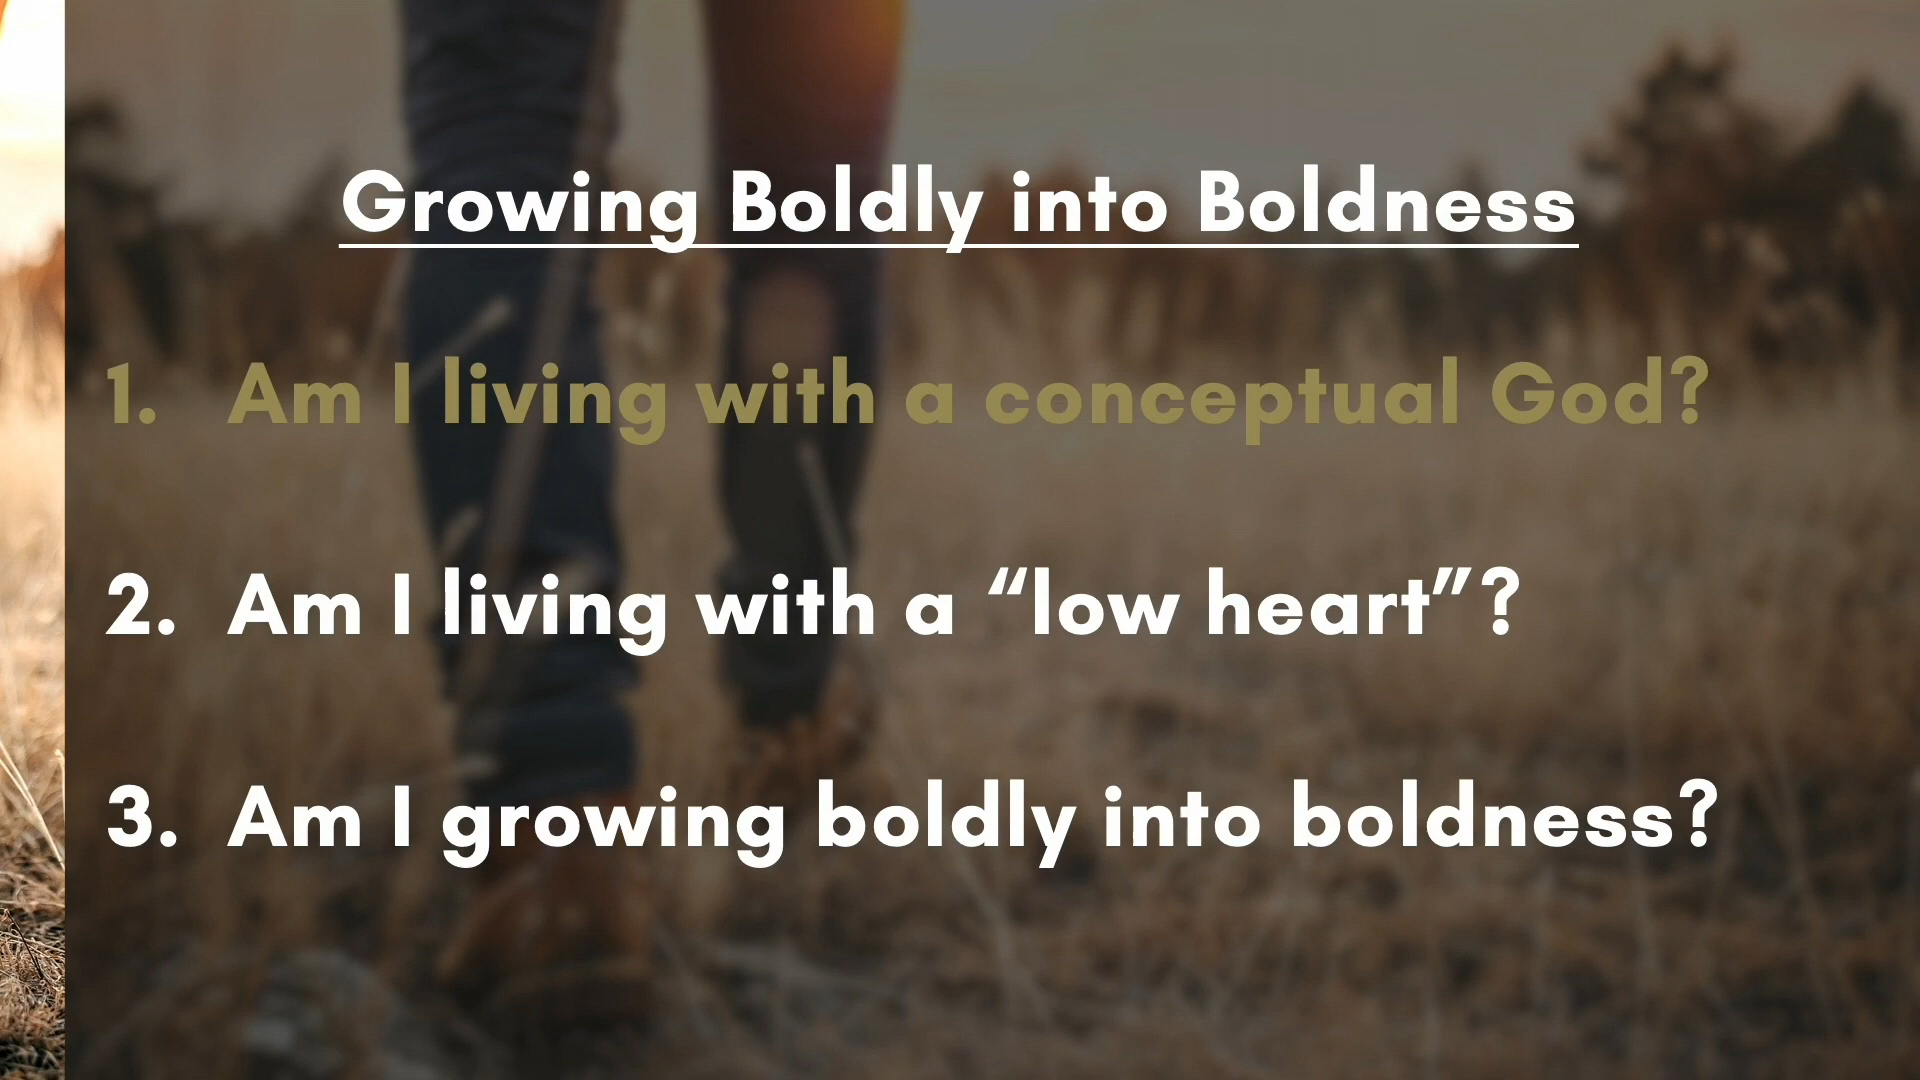 Growing Boldly into Boldness
1. Am I living with a conceptual God?
2. Am I living with a “low heart”?
3. Am I growing boldly into boldness?